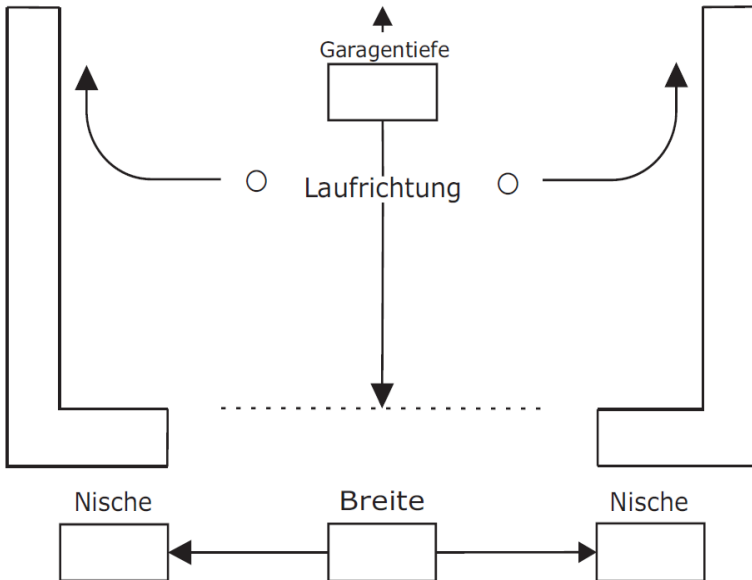 Garagentiefe
Laufrichtung
Nische
Breite
Nische